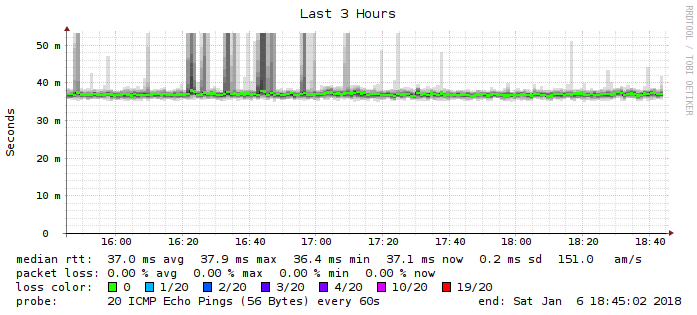 Last 3 Hours
RRDTOOL / TOBI OETIKER
Seconds
50 m
40 m
30 m
20 m
10 m
0
16:00 16:20 16:40 17:00 17:20 17:40 18:00 18:20 18:40
median rtt: 37.0 ms avg 37.9 ms max 36.4 ms min 37.1 ms now 0.2 ms sd 151.0 am/s
packet loss: 0.00 % avg 0.00 % max 0.00 % min 0.00 % now
loss color: 0 1/20 2/20 3/20 4/20 10/20 19/20
probe: 20 ICMP Echo Pings (56 Bytes) every 60s end: Sat Jan 6 18:45:02 2018